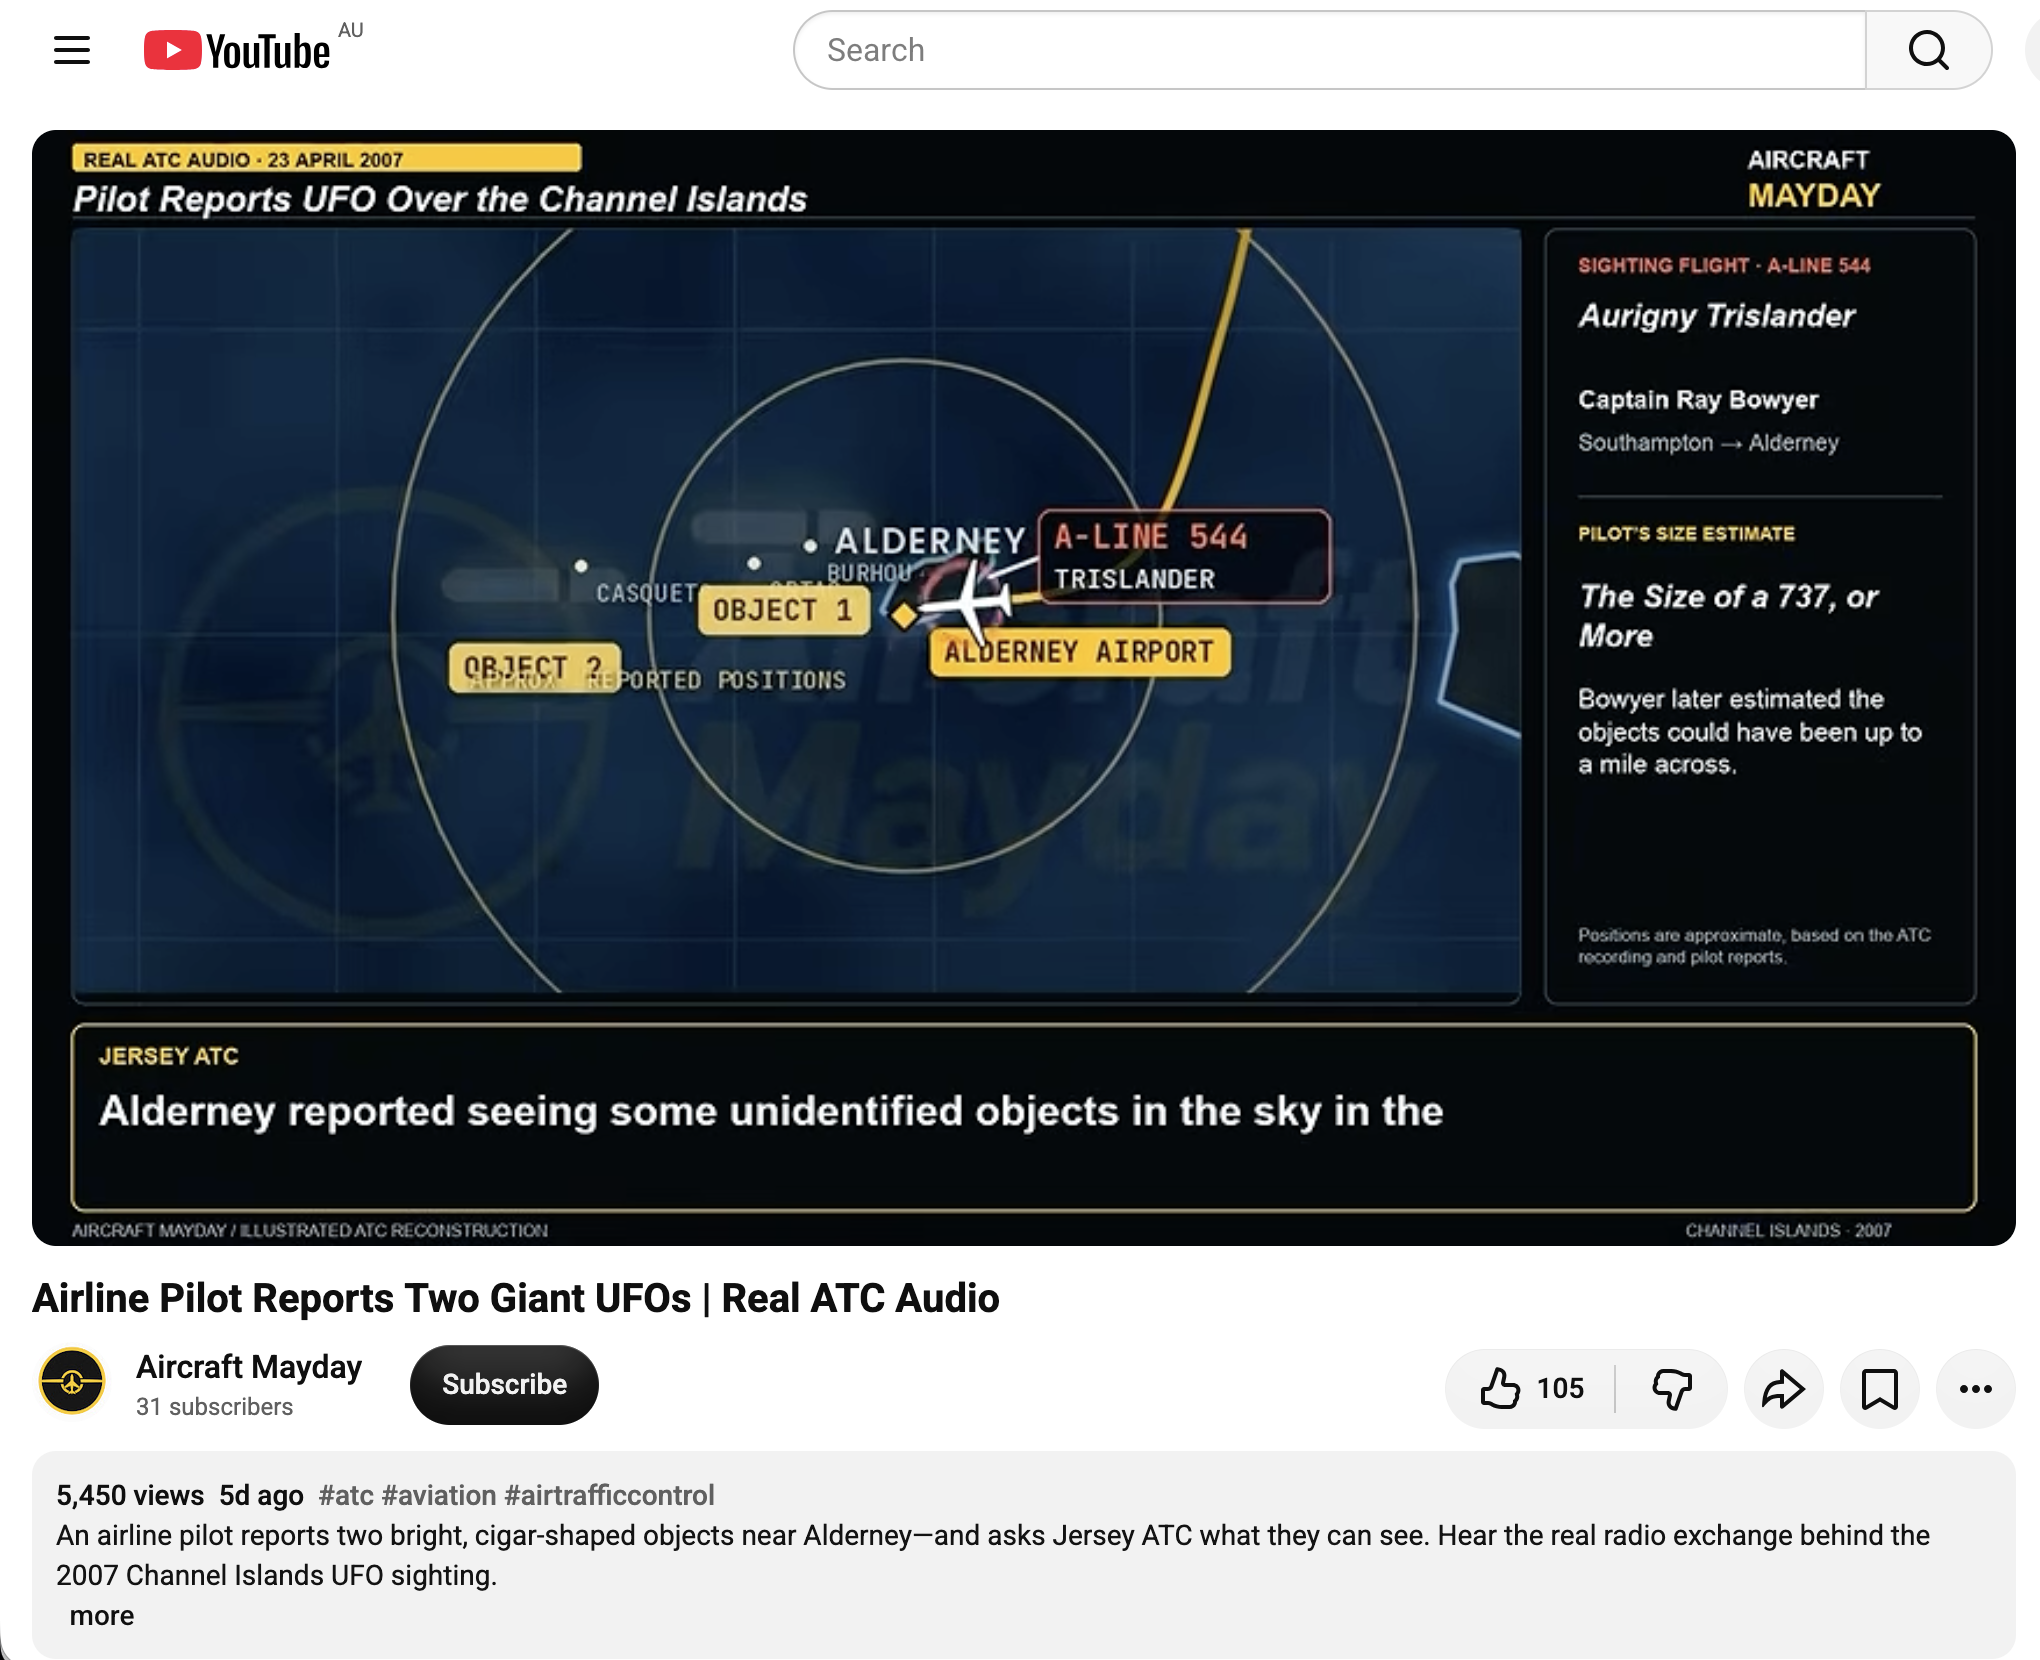 YouTube AU
Search
REAL ATC AUDIO · 23 APRIL 2007
Pilot Reports UFO Over the Channel Islands
AIRCRAFT
MAYDAY
SIGHTING FLIGHT · A-LINE 544
Aurigny Trislander
Captain Ray Bowyer
Southampton → Alderney
PILOT'S SIZE ESTIMATE
The Size of a 737, or
More
Bowyer later estimated the
objects could have been up to
a mile across.
Positions are approximate, based on the ATC
recording and pilot reports.
ALDERNEY
BURHOU
A-LINE 544
TRISLANDER
OBJECT 1
ALDERNEY AIRPORT
OBJECT 2
REPORTED POSITIONS
Aircraft
Mayday
JERSEY ATC
Alderney reported seeing some unidentified objects in the sky in the
AIRCRAFT MAYDAY / ILLUSTRATED ATC RECONSTRUCTION
CHANNEL ISLANDS · 2007
Airline Pilot Reports Two Giant UFOs | Real ATC Audio
Aircraft Mayday
31 subscribers
Subscribe
105
5,450 views 5d ago #atc #aviation #airtrafficcontrol
An airline pilot reports two bright, cigar-shaped objects near Alderney—and asks Jersey ATC what they can see. Hear the real radio exchange behind the
2007 Channel Islands UFO sighting.
more